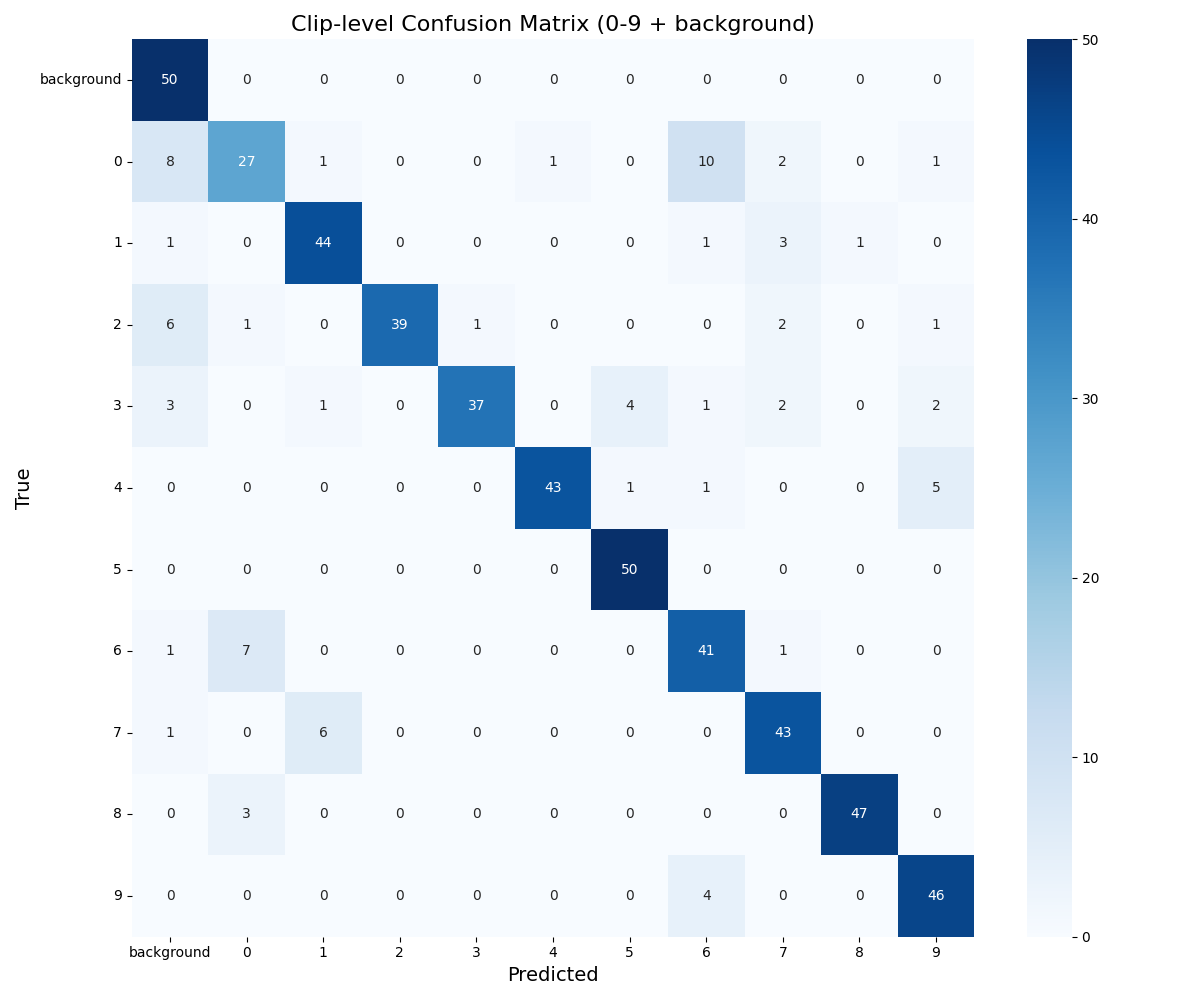 Clip-level Confusion Matrix (0-9 + background)
background 50 0 0 0 0 0 0 0 0 0 0
0 8 27 1 0 0 1 0 10 2 0 1
1 1 0 44 0 0 0 0 1 3 1 0
2 6 1 0 39 1 0 0 0 2 0 1
3 3 0 1 0 37 0 4 1 2 0 2
4 0 0 0 0 0 43 1 1 0 0 5
5 0 0 0 0 0 0 50 0 0 0 0
6 1 7 0 0 0 0 0 41 1 0 0
7 1 0 6 0 0 0 0 0 43 0 0
8 0 3 0 0 0 0 0 0 0 47 0
9 0 0 0 0 0 0 0 4 0 0 46
background 0 1 2 3 4 5 6 7 8 9
Predicted
True
50
40
30
20
10
0